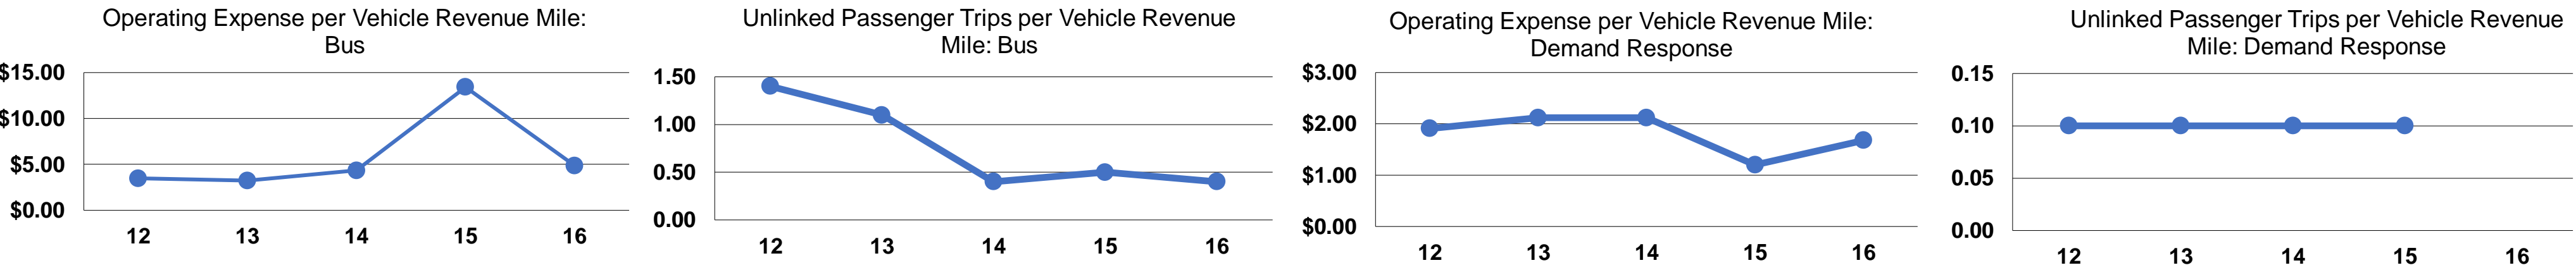 Operating Expense per Vehicle Revenue Mile:
Bus
$15.00
$10.00
$5.00
$0.00
12 13 14 15 16
Unlinked Passenger Trips per Vehicle Revenue
Mile: Bus
1.50
1.00
0.50
0.00
12 13 14 15 16
Operating Expense per Vehicle Revenue Mile:
Demand Response
$3.00
$2.00
$1.00
$0.00
12 13 14 15 16
Unlinked Passenger Trips per Vehicle Revenue
Mile: Demand Response
0.15
0.10
0.05
0.00
12 13 14 15 16